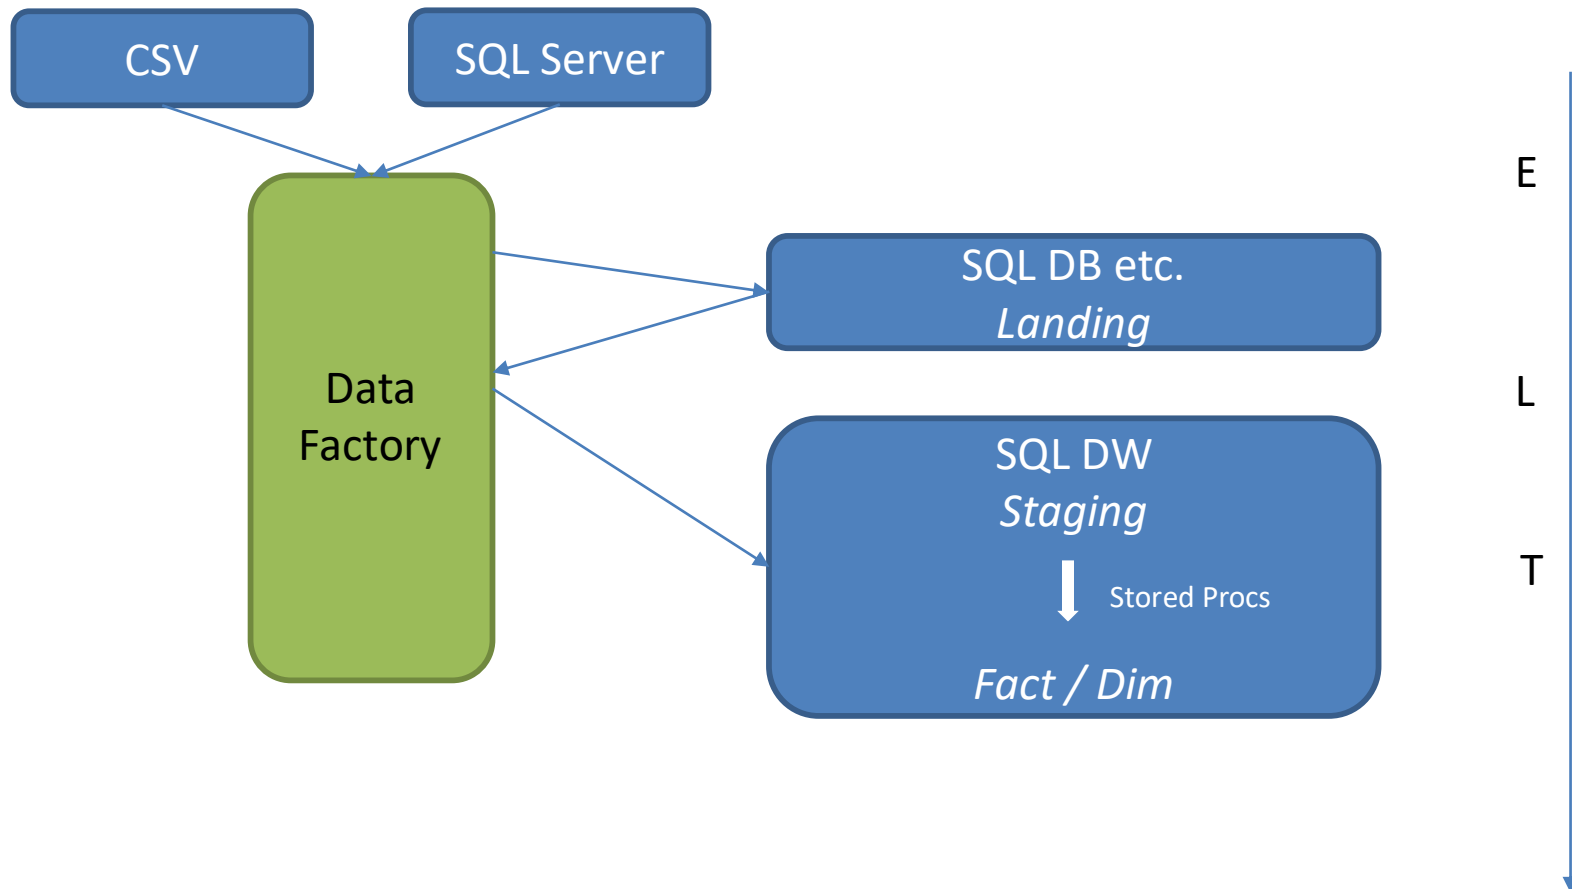 CSV
SQL Server
E
SQL DB etc.
Landing
Data
Factory
L
SQL DW
Staging
T
Stored Procs
Fact / Dim